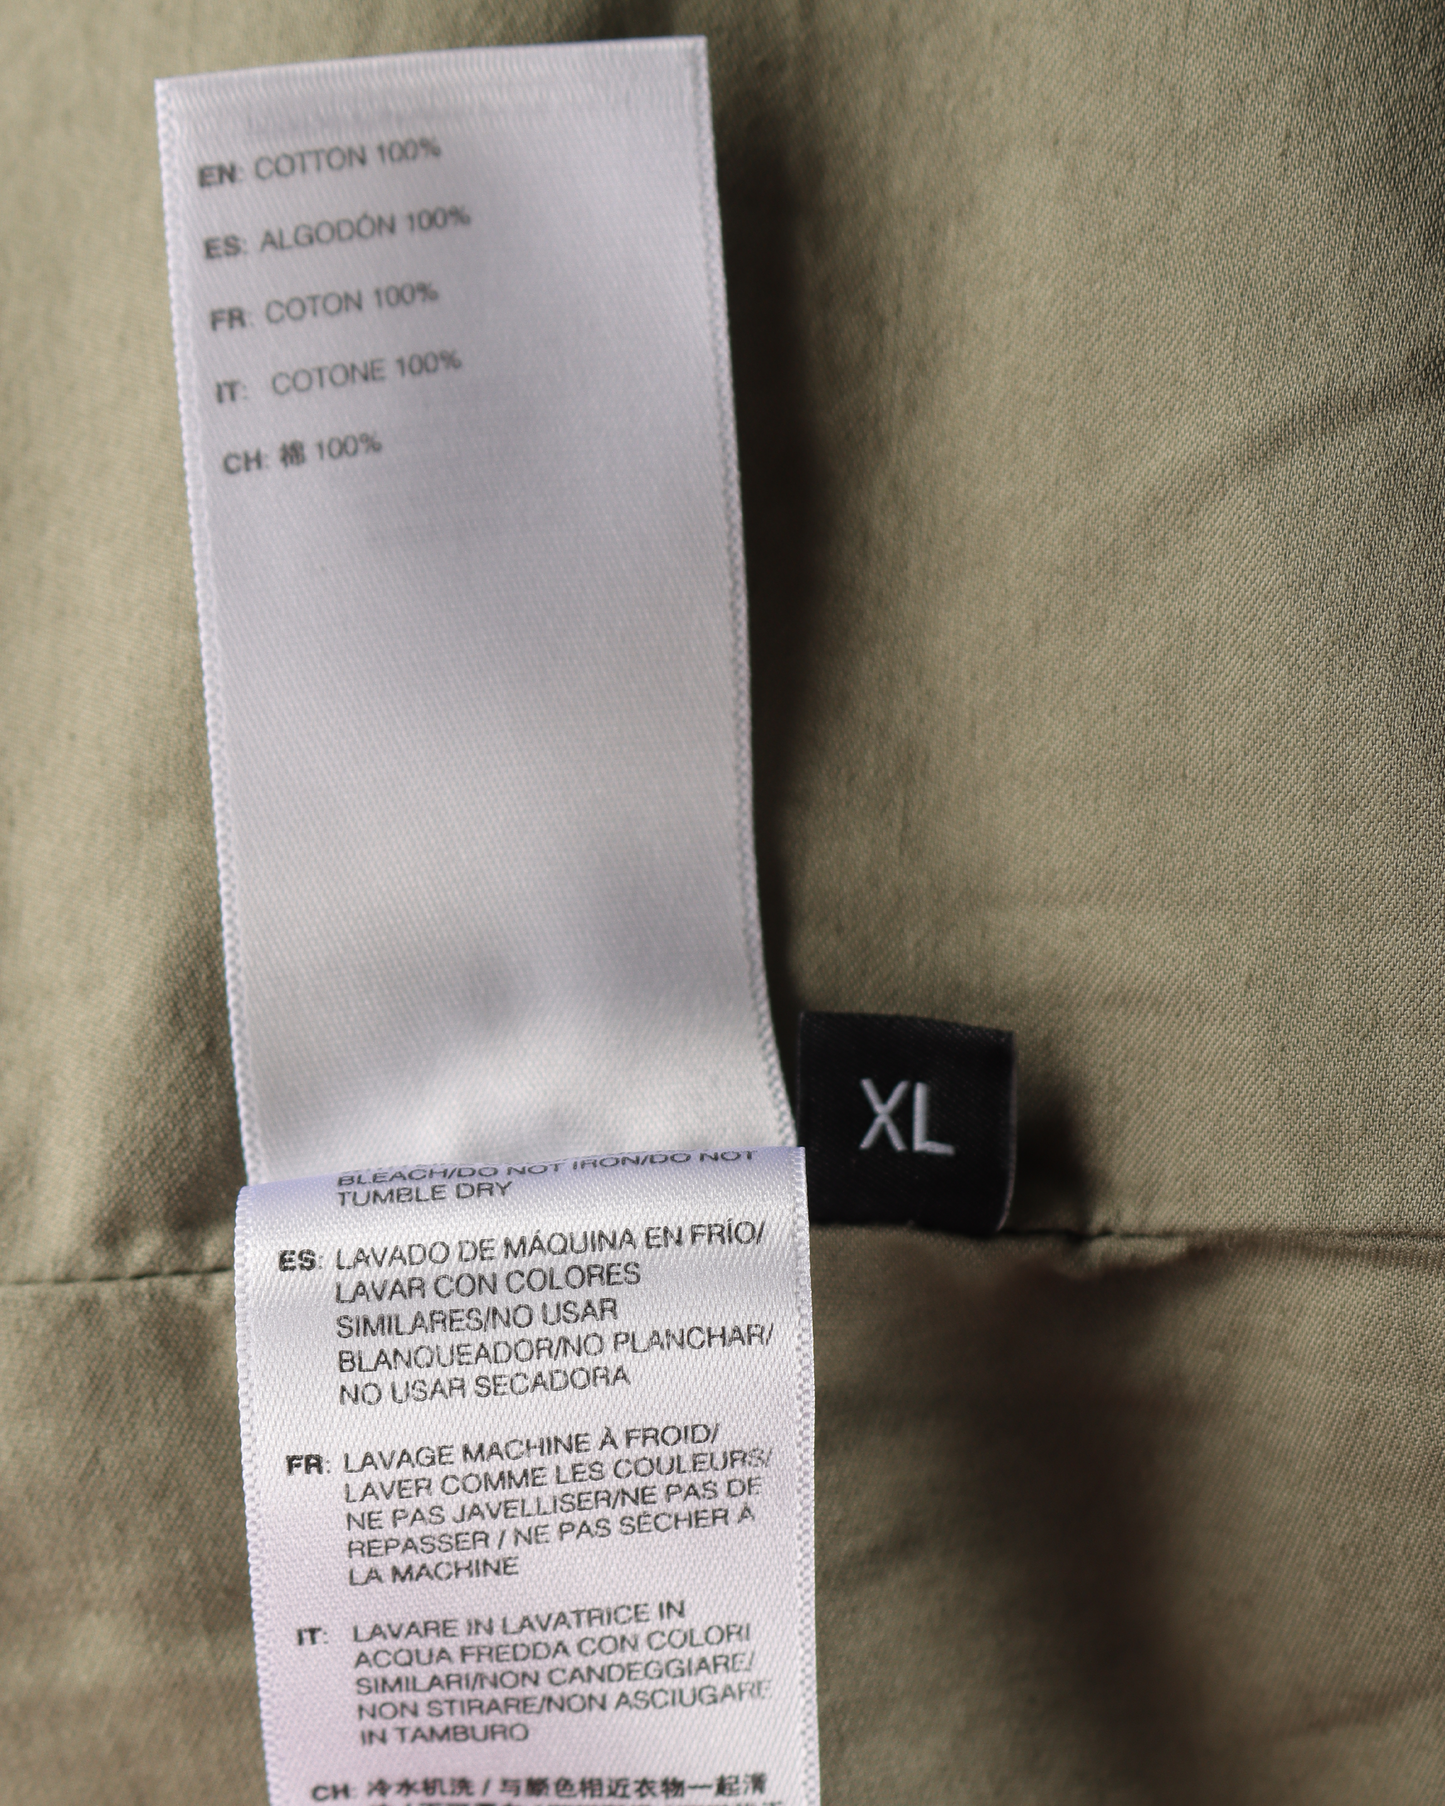 EN: COTTON 100%
ES: ALGODÓN 100%
FR: COTON 100%
IT: COTONE 100%
CH: 棉 100%
XL
BLEACH/DO NOT IRON/DO NOT
TUMBLE DRY
ES: LAVADO DE MÁQUINA EN FRÍO/
LAVAR CON COLORES
SIMILARES/NO USAR
BLANQUEADOR/NO PLANCHAR/
NO USAR SECADORA
FR: LAVAGE MACHINE À FROID/
LAVER COMME LES COULEURS/
NE PAS JAVELLISER/NE PAS DE
REPASSER / NE PAS SÉCHER À
LA MACHINE
IT: LAVARE IN LAVATRICE IN
ACQUA FREDDA CON COLORI
SIMILARI/NON CANDEGGIARE/
NON STIRARE/NON ASCIUGARE
IN TAMBURO
CH: 冷水机洗 / 与颜色相近衣物一起清